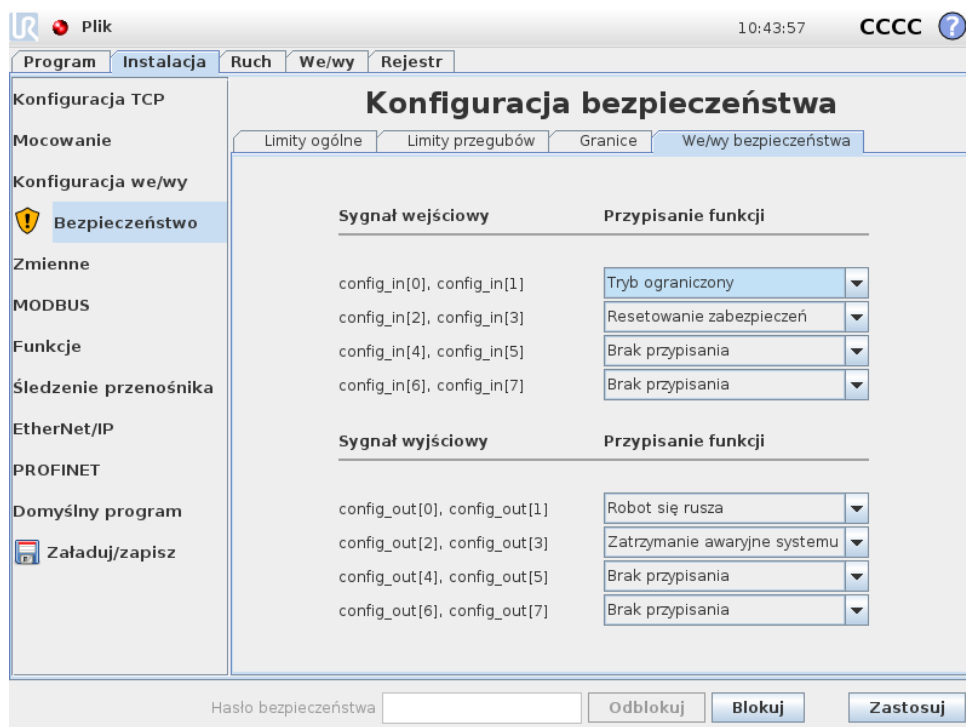 UR Plik 10:43:57 CCCC ?
Program Instalacja Ruch We/wy Rejestr
Konfiguracja TCP
Mocowanie
Konfiguracja we/wy
Bezpieczeństwo
Zmienne
MODBUS
Funkcje
Śledzenie przenośnika
EtherNet/IP
PROFINET
Domyślny program
Załaduj/zapisz
Konfiguracja bezpieczeństwa
Limity ogólne Limity przegubów Granice We/wy bezpieczeństwa
Sygnał wejściowy Przypisanie funkcji
config_in[0], config_in[1] Tryb ograniczony
config_in[2], config_in[3] Resetowanie zabezpieczeń
config_in[4], config_in[5] Brak przypisania
config_in[6], config_in[7] Brak przypisania
Sygnał wyjściowy Przypisanie funkcji
config_out[0], config_out[1] Robot się rusza
config_out[2], config_out[3] Zatrzymanie awaryjne systemu
config_out[4], config_out[5] Brak przypisania
config_out[6], config_out[7] Brak przypisania
Hasło bezpieczeństwa Odblokuj Blokuj Zastosuj